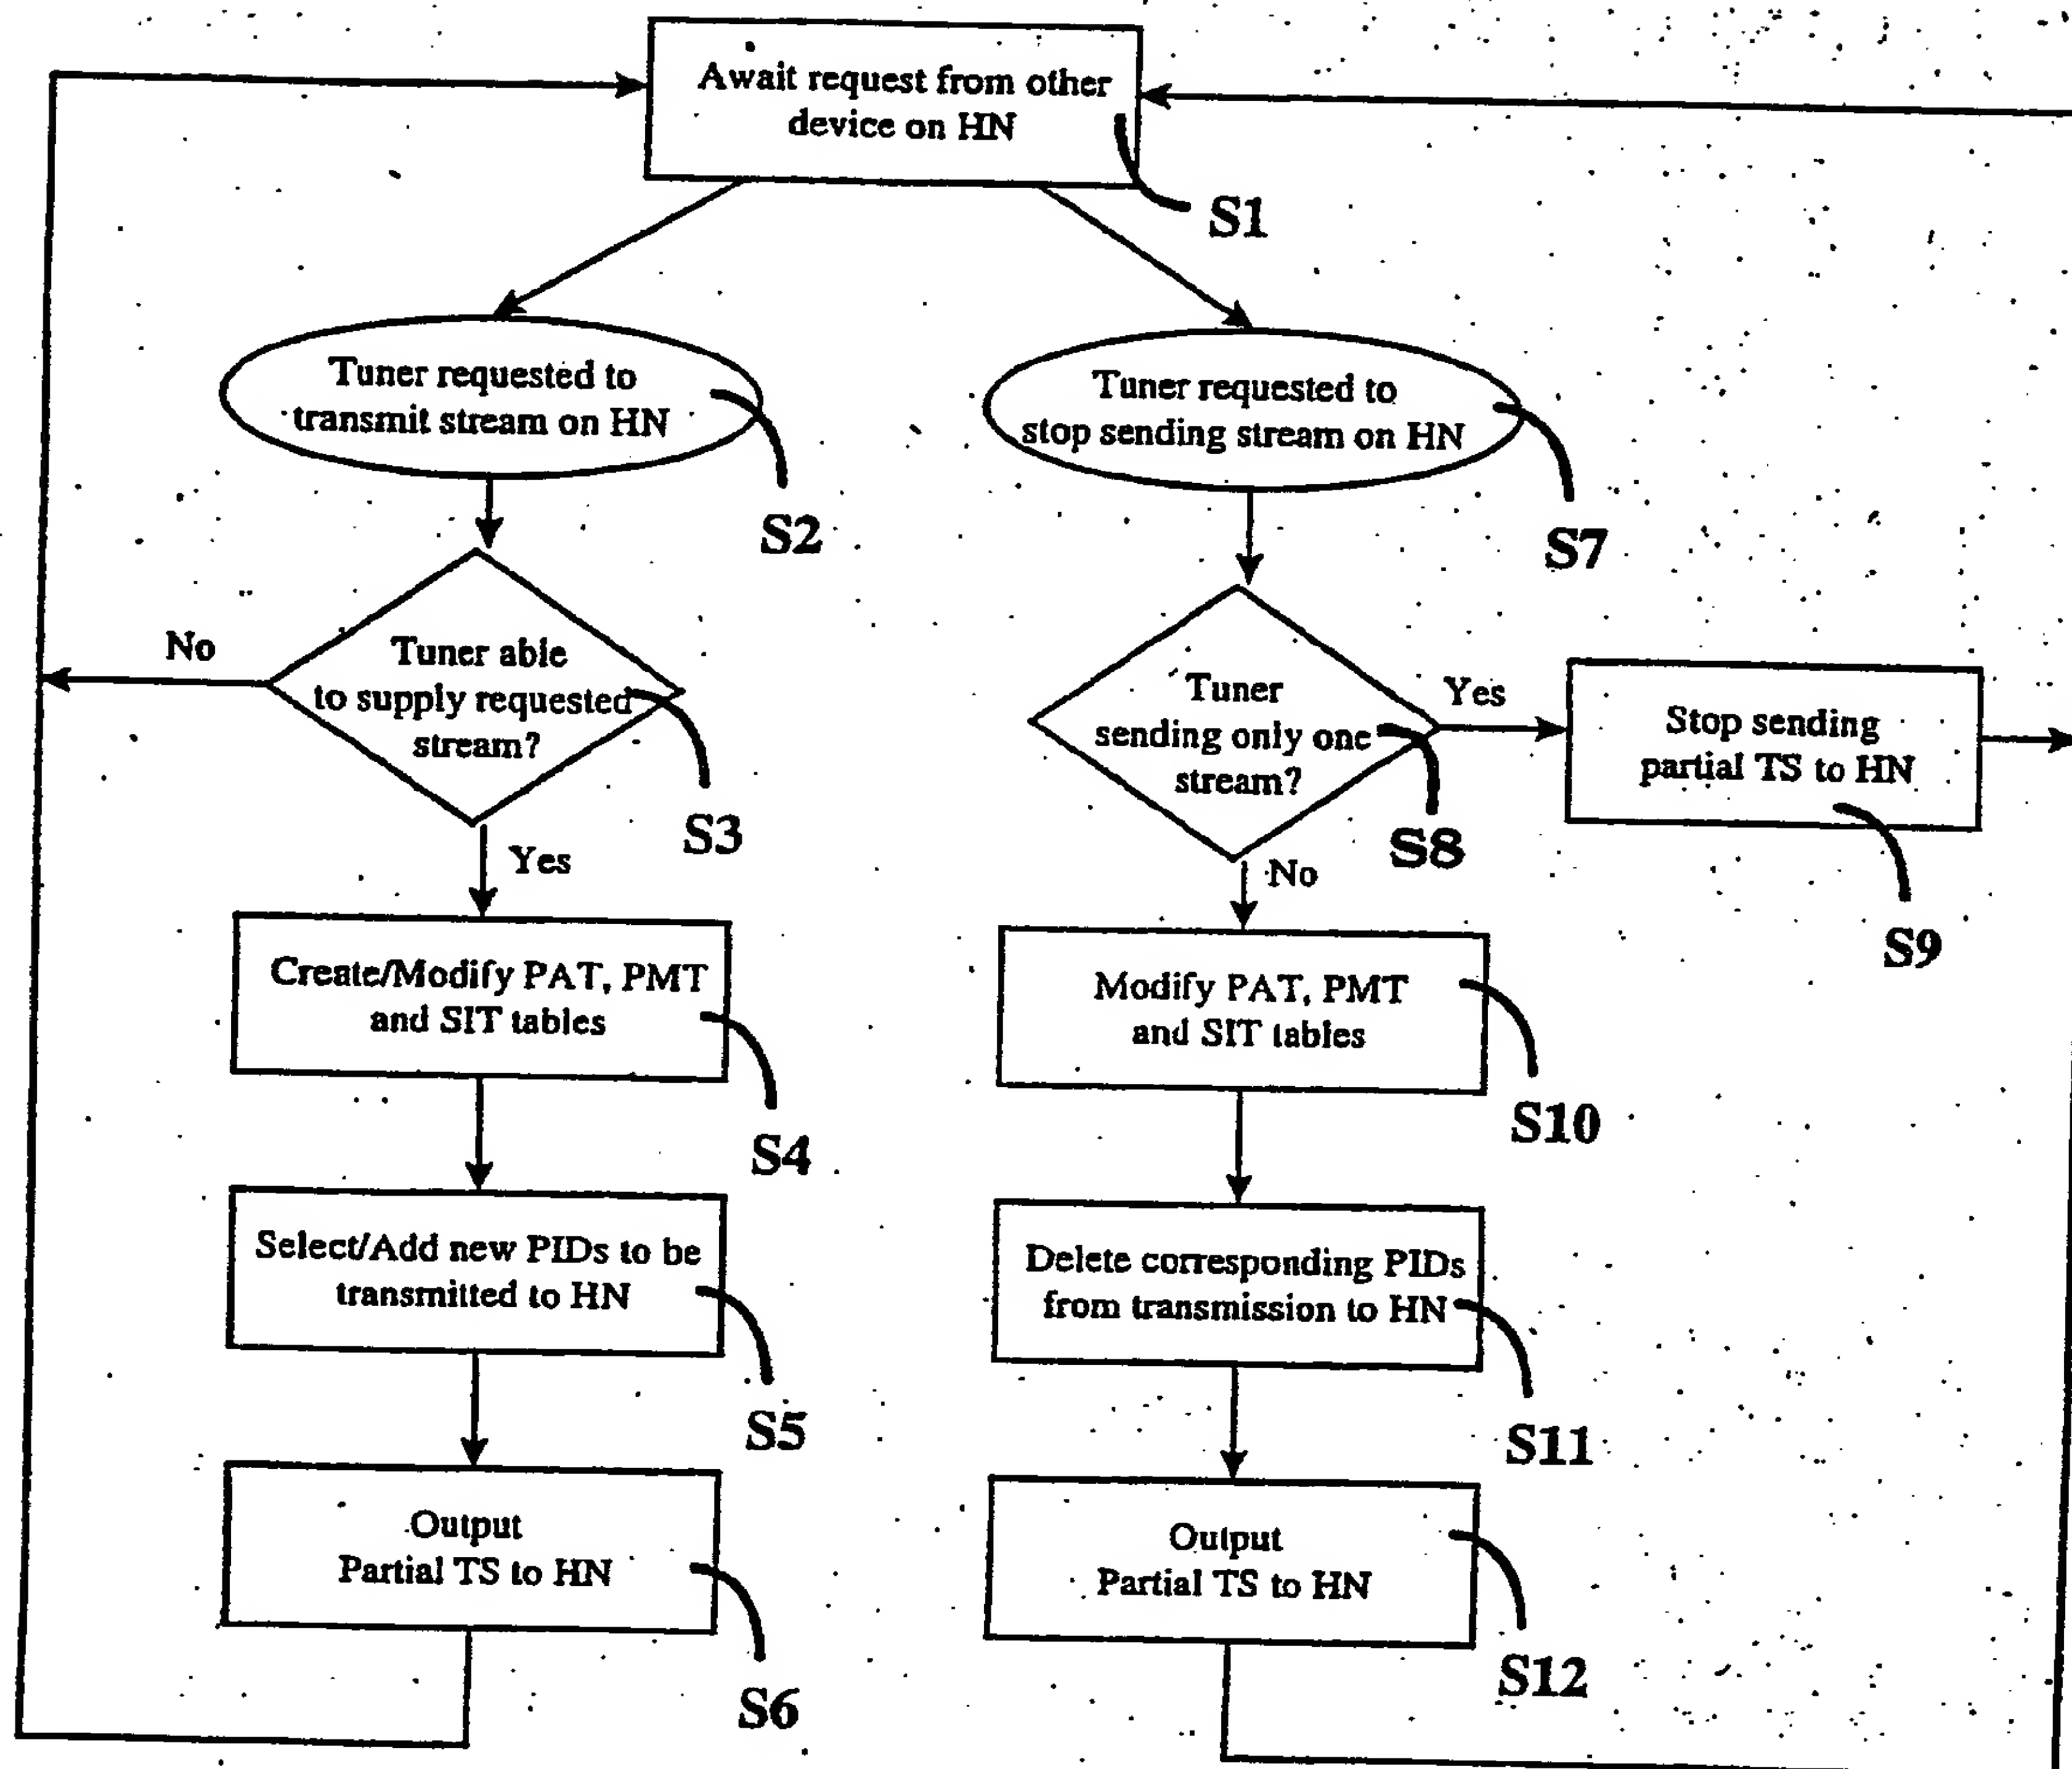 Await request from other
device on HN
S1
Tuner requested to
transmit stream on HN
S2
Tuner requested to
stop sending stream on HN
S7
No
Tuner able
to supply requested
stream?
S3
Yes
Tuner
sending only one
stream?
S8
Yes
No
Stop sending
partial TS to HN
S9
Create/Modify PAT, PMT
and SIT tables
S4
Modify PAT, PMT
and SIT tables
S10
Select/Add new PIDs to be
transmitted to HN
S5
Delete corresponding PIDs
from transmission to HN
S11
Output
Partial TS to HN
S6
Output
Partial TS to HN
S12